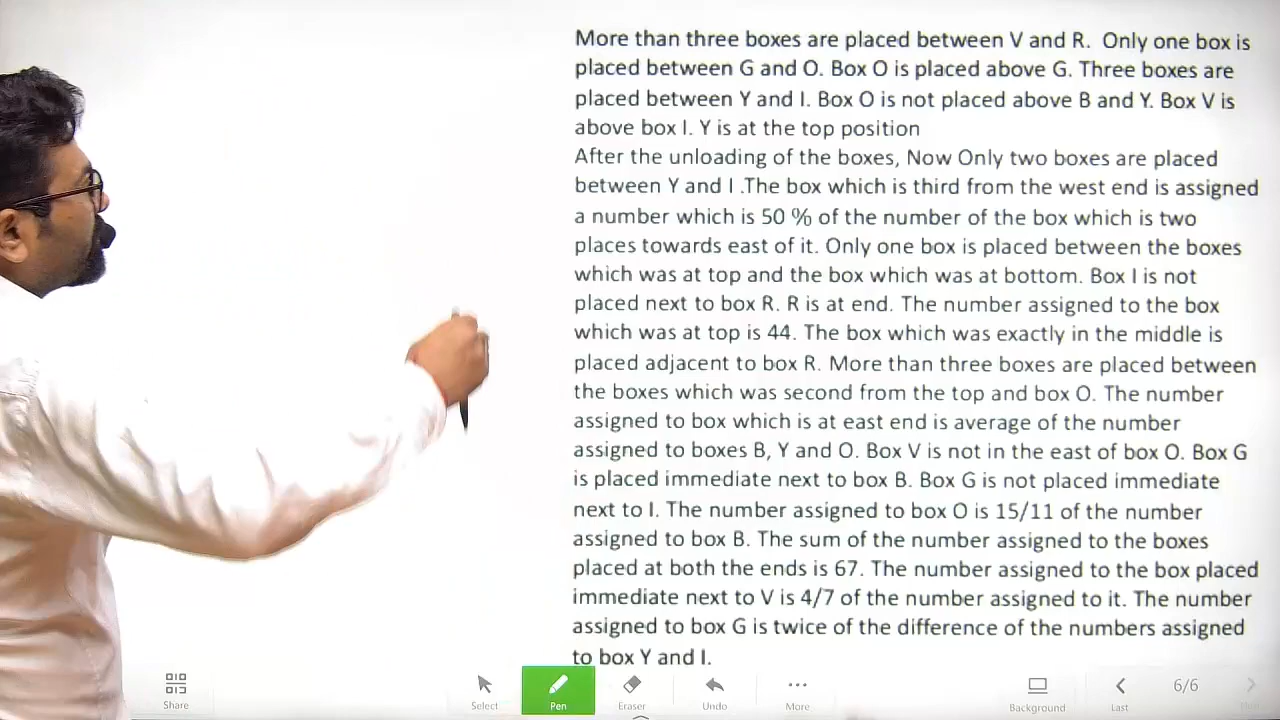 More than three boxes are placed between V and R. Only one box is
placed between G and O. Box O is placed above G. Three boxes are
placed between Y and I. Box O is not placed above B and Y. Box V is
above box I. Y is at the top position
After the unloading of the boxes, Now Only two boxes are placed
between Y and I .The box which is third from the west end is assigned
a number which is 50 % of the number of the box which is two
places towards east of it. Only one box is placed between the boxes
which was at top and the box which was at bottom. Box I is not
placed next to box R. R is at end. The number assigned to the box
which was at top is 44. The box which was exactly in the middle is
placed adjacent to box R. More than three boxes are placed between
the boxes which was second from the top and box O. The number
assigned to box which is at east end is average of the number
assigned to boxes B, Y and O. Box V is not in the east of box O. Box G
is placed immediate next to box B. Box G is not placed immediate
next to I. The number assigned to box O is 15/11 of the number
assigned to box B. The sum of the number assigned to the boxes
placed at both the ends is 67. The number assigned to the box placed
immediate next to V is 4/7 of the number assigned to it. The number
assigned to box G is twice of the difference of the numbers assigned
to box Y and I.
Share
Select
Pen
Eraser
Undo
More
Background
Last
6/6